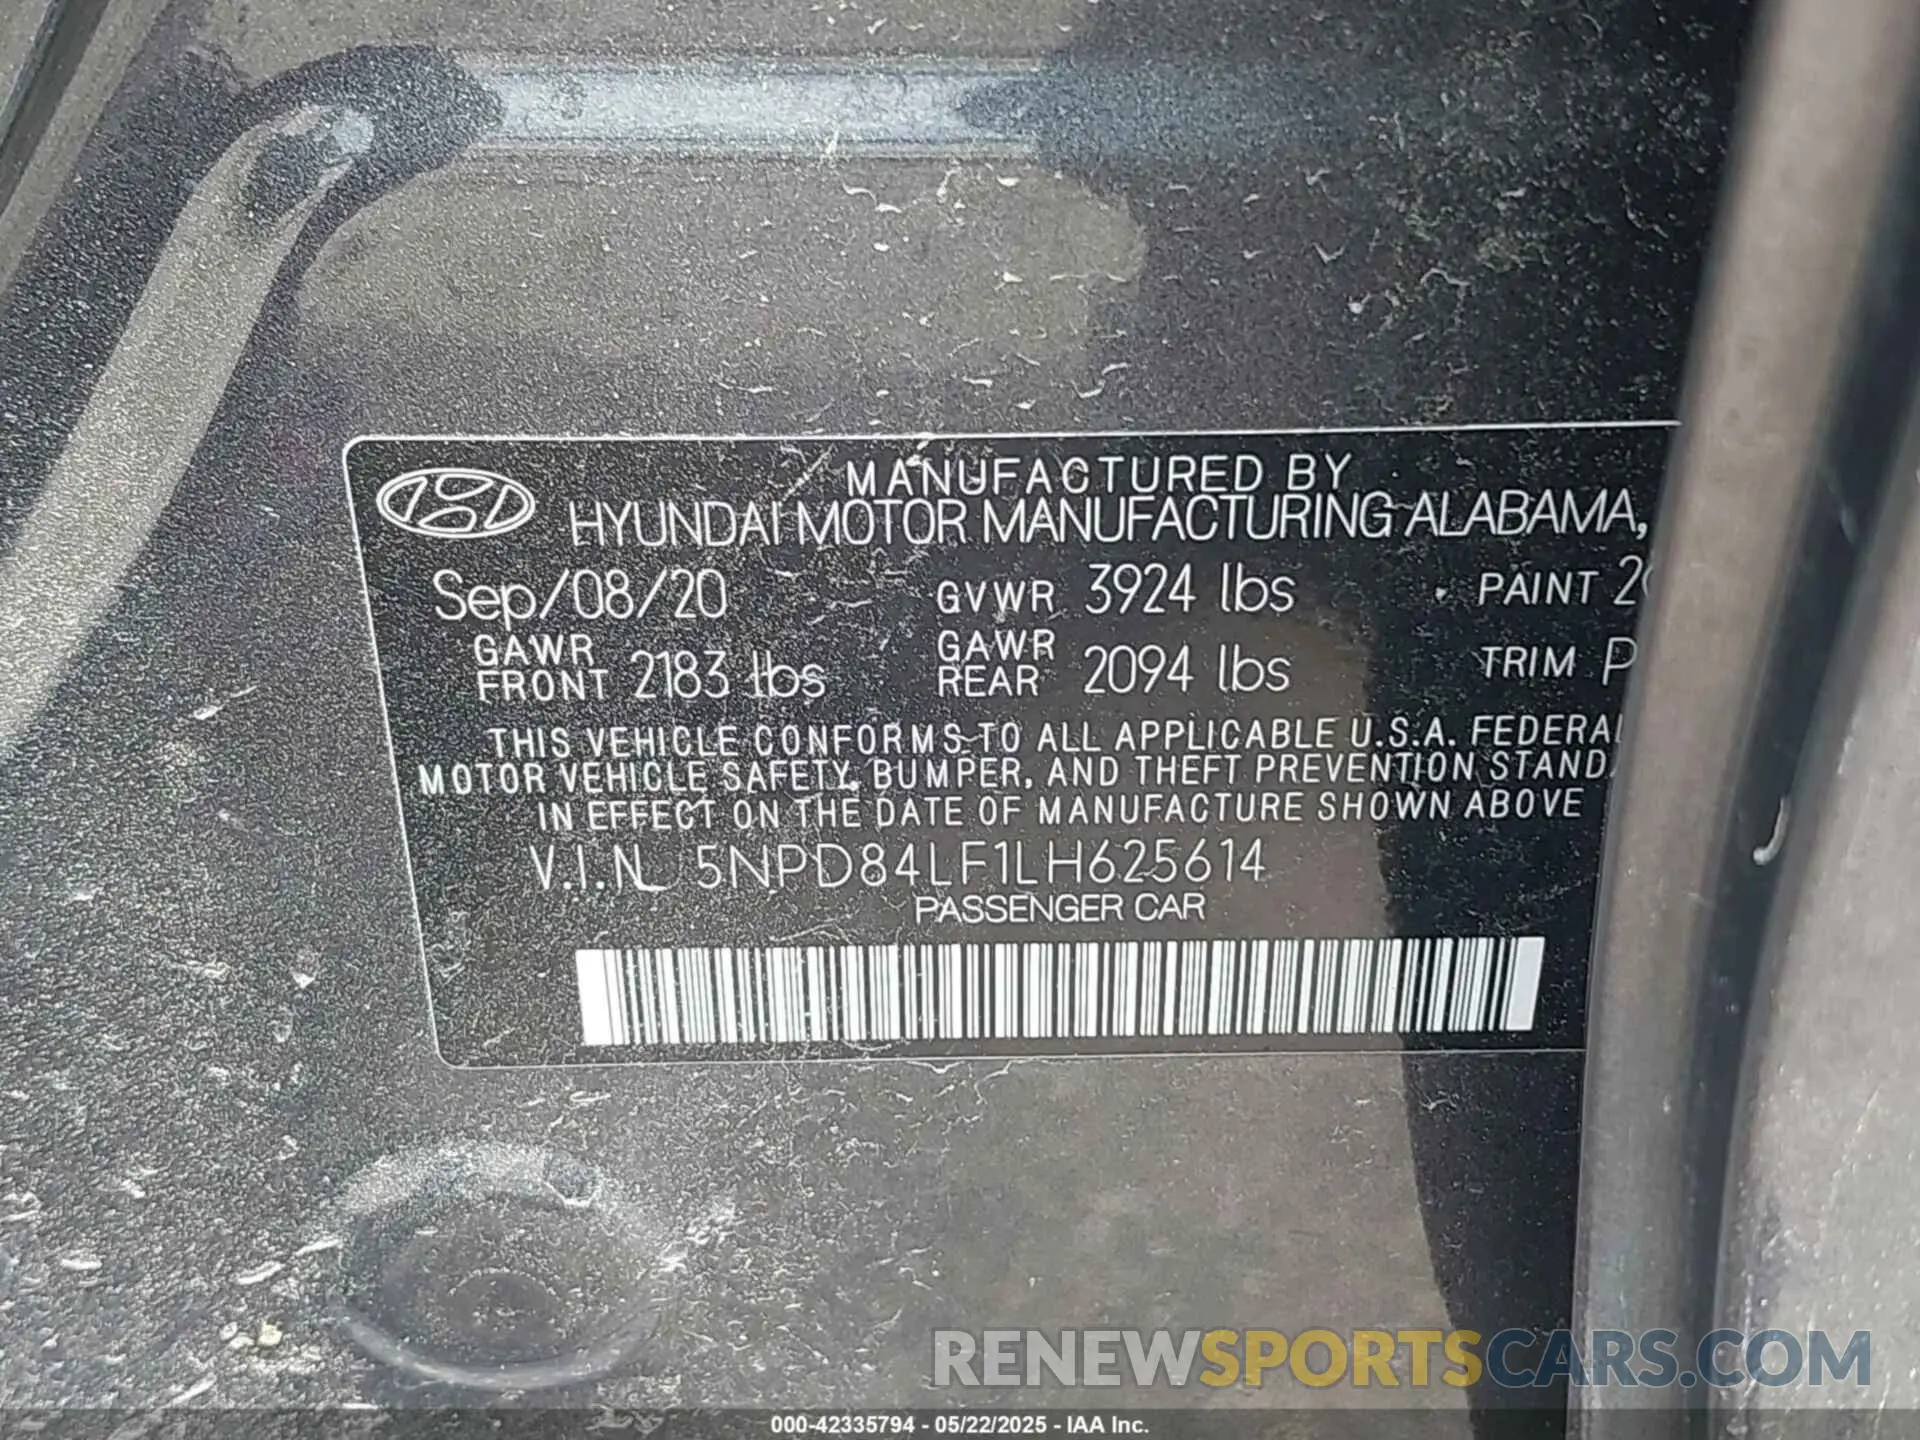 MANUFACTURED BY
HYUNDAI MOTOR MANUFACTURING ALABAMA,
Sep/08/20 GVWR 3924 lbs PAINT
GAWR FRONT 2183 lbs GAWR REAR 2094 lbs TRIM P
THIS VEHICLE CONFORMS TO ALL APPLICABLE U.S.A. FEDERAL
MOTOR VEHICLE SAFETY, BUMPER, AND THEFT PREVENTION STAND
IN EFFECT ON THE DATE OF MANUFACTURE SHOWN ABOVE
V.I.N 5NPD84LF1LH625614
PASSENGER CAR
RENEWSPORTSCARS.COM
000-42335794 - 05/22/2025 - IAA Inc.